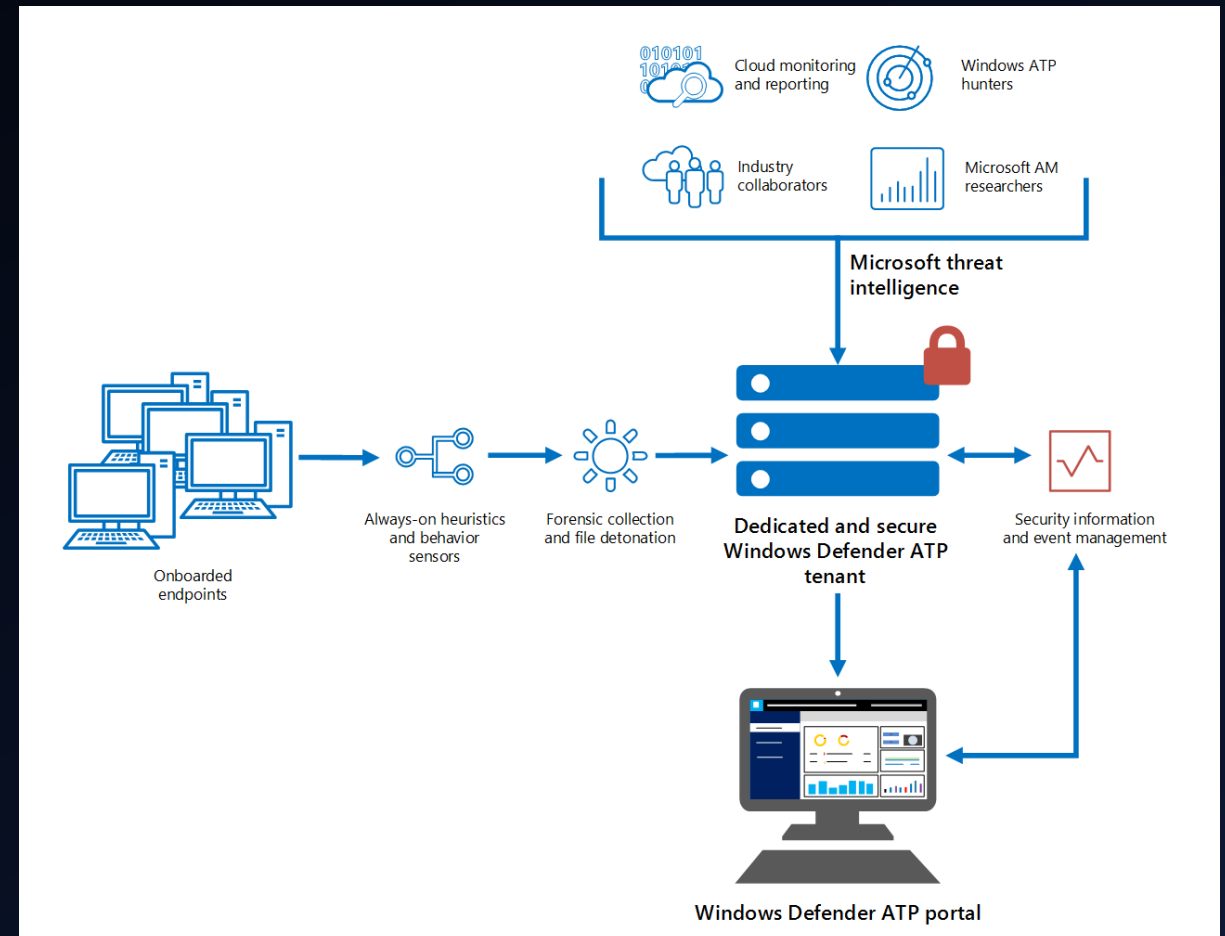 010101
Cloud monitoring
and reporting
Windows ATP
hunters
Industry
collaborators
Microsoft AM
researchers
Microsoft threat
intelligence
Onboarded
endpoints
Always-on heuristics
and behavior
sensors
Forensic collection
and file detonation
Dedicated and secure
Windows Defender ATP
tenant
Security information
and event management
Windows Defender ATP portal